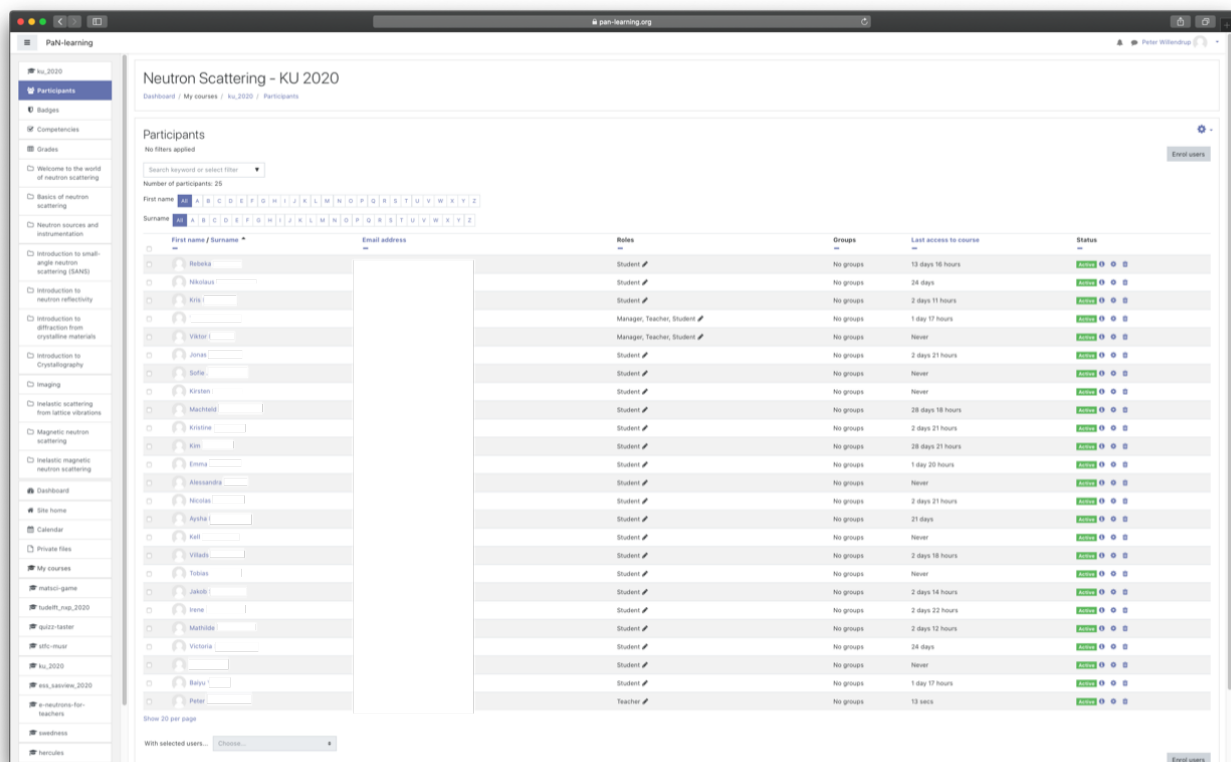 pan-learning.org
PaN-learning
Peter Willendrup
ku_2020
Participants
Badges
Competencies
Grades
Welcome to the world
of neutron scattering
Basics of neutron
scattering
Neutron sources and
instrumentation
Introduction to small-
angle neutron
scattering (SANS)
Introduction to
neutron reflectivity
Introduction to
diffraction from
crystalline materials
Introduction to
Crystallography
Imaging
Inelastic scattering
from lattice vibrations
Magnetic neutron
scattering
Inelastic magnetic
neutron scattering
Dashboard
Site home
Calendar
Private files
My courses
matsci-game
tudelft_nxp_2020
quizz-taster
stfc-musr
ku_2020
ess_sasview_2020
e-neutrons-for-
teachers
swedness
hercules
Neutron Scattering - KU 2020
Dashboard / My courses / ku_2020 / Participants
Participants
No filters applied
Enrol users
Search keyword or select filter
Number of participants: 25
First name All A B C D E F G H I J K L M N O P Q R S T U V W X Y Z
Surname All A B C D E F G H I J K L M N O P Q R S T U V W X Y Z
First name / Surname Email address Roles Groups Last access to course Status
Rebeka Student No groups 13 days 16 hours Active
Nikolaus Student No groups 24 days Active
Kris Student No groups 2 days 11 hours Active
Manager, Teacher, Student No groups 1 day 17 hours Active
Viktor Manager, Teacher, Student No groups Never Active
Jonas Student No groups 2 days 21 hours Active
Sofie Student No groups Never Active
Kirsten Student No groups Never Active
Machteld Student No groups 28 days 18 hours Active
Kristine Student No groups 2 days 21 hours Active
Kim Student No groups 28 days 21 hours Active
Emma Student No groups 1 day 20 hours Active
Alessandra Student No groups Never Active
Nicolas Student No groups 2 days 21 hours Active
Aysha Student No groups 21 days Active
Kell Student No groups Never Active
Villads Student No groups 2 days 18 hours Active
Tobias Student No groups Never Active
Jakob Student No groups 2 days 14 hours Active
Irene Student No groups 2 days 22 hours Active
Mathilda Student No groups 2 days 12 hours Active
Victoria Student No groups 24 days Active
Student No groups Never Active
Baiyu Student No groups 1 day 17 hours Active
Peter Teacher No groups 13 secs Active
Show 20 per page
With selected users... Choose...
Enrol users